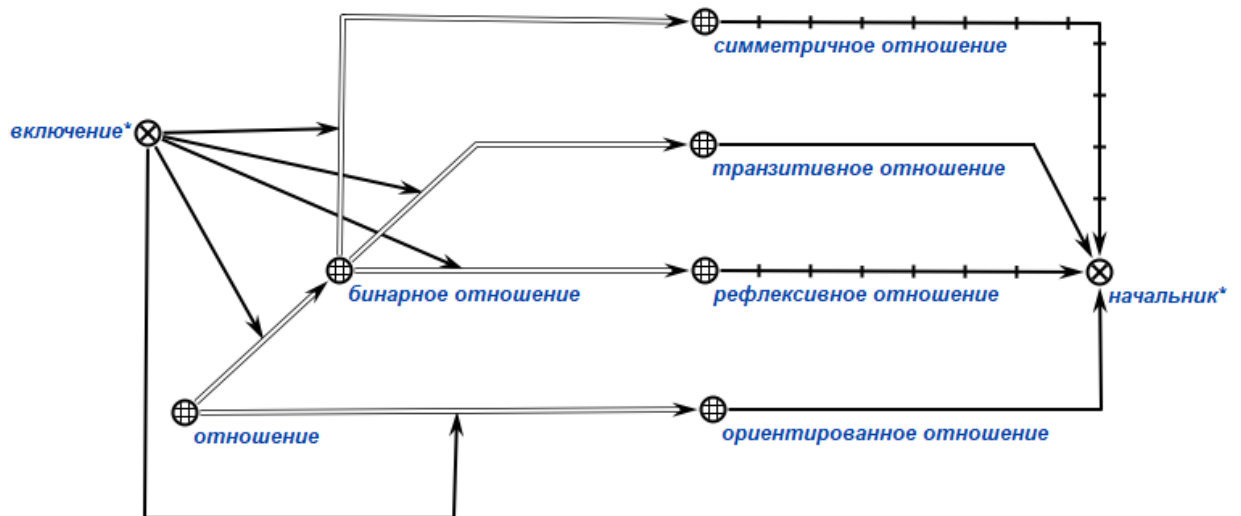 симметричное отношение
включение*
транзитивное отношение
бинарное отношение
рефлексивное отношение
начальник*
отношение
ориентированное отношение